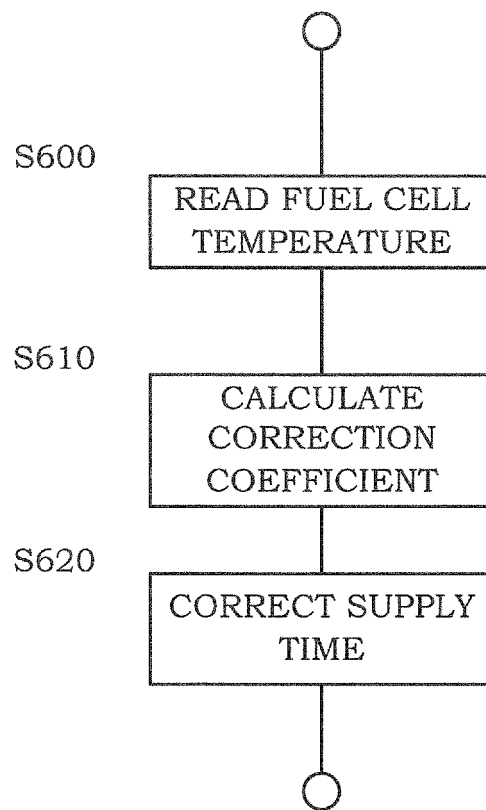 S600
READ FUEL CELL
TEMPERATURE
S610
CALCULATE
CORRECTION
COEFFICIENT
S620
CORRECT SUPPLY
TIME